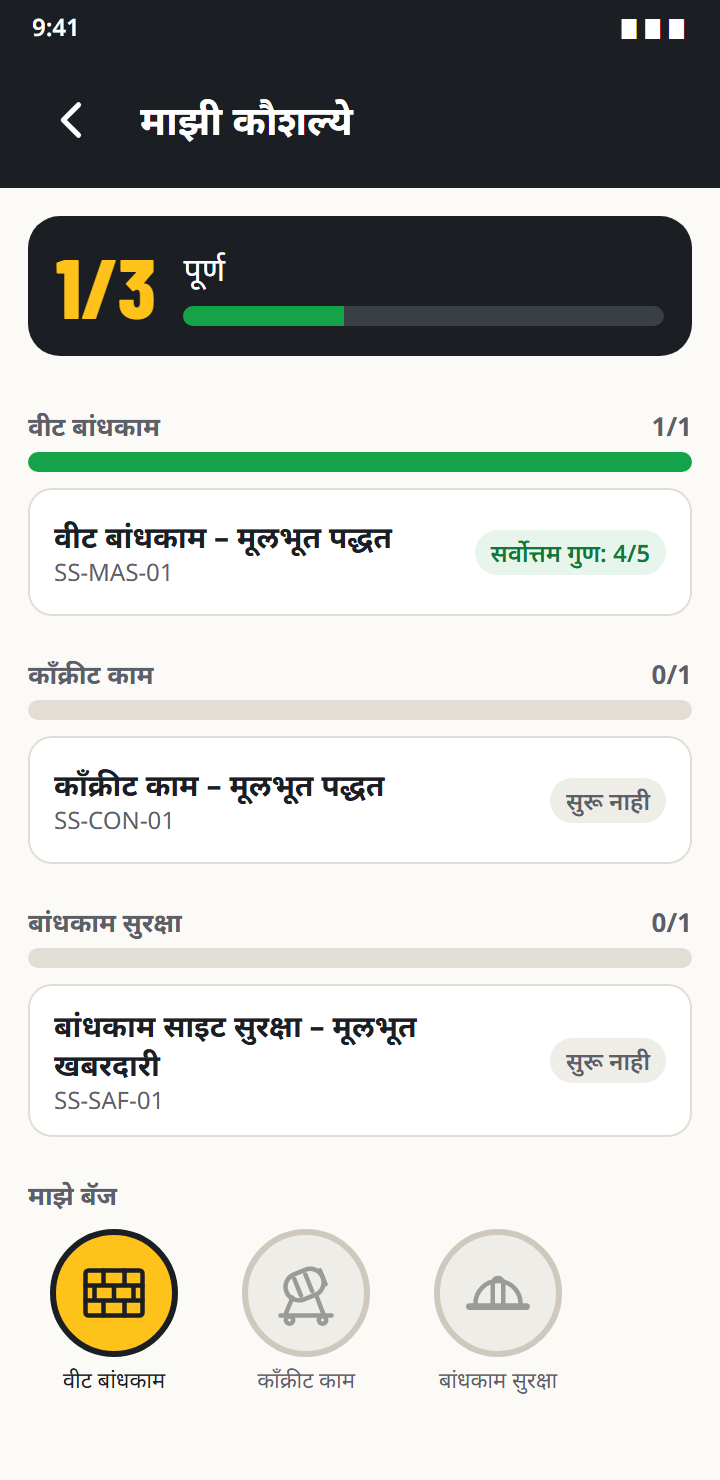 9:41
माझी कौशल्ये
1/3
पूर्ण
वीट बांधकाम
1/1
वीट बांधकाम – मूलभूत पद्धत
SS-MAS-01
सर्वोत्तम गुण: 4/5
काँक्रीट काम
0/1
काँक्रीट काम – मूलभूत पद्धत
SS-CON-01
सुरू नाही
बांधकाम सुरक्षा
0/1
बांधकाम साइट सुरक्षा – मूलभूत
खबरदारी
SS-SAF-01
सुरू नाही
माझे बॅज
वीट बांधकाम
काँक्रीट काम
बांधकाम सुरक्षा